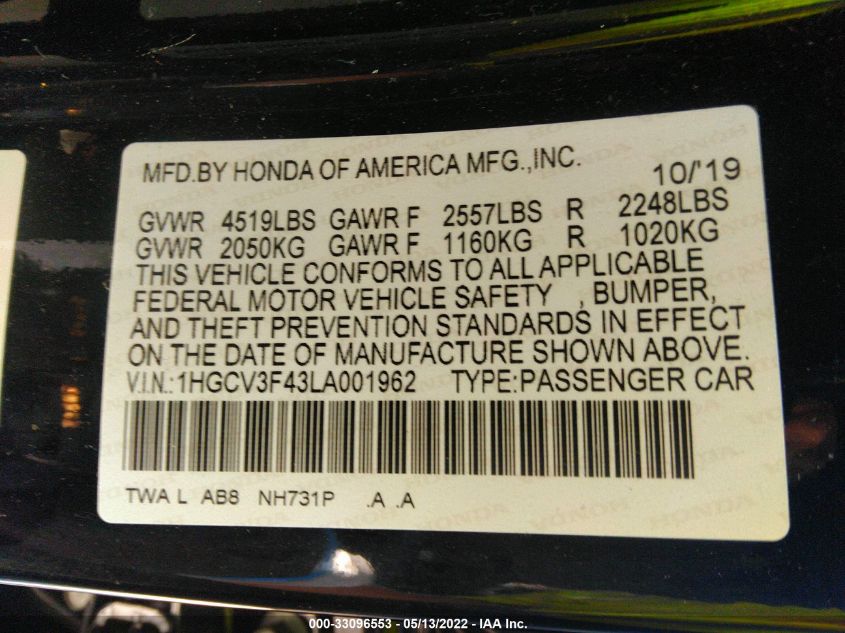 MFD.BY HONDA OF AMERICA MFG.,INC. 10/'19
GVWR 4519LBS GAWR F 2557LBS R 2248LBS
GVWR 2050KG GAWR F 1160KG R 1020KG
THIS VEHICLE CONFORMS TO ALL APPLICABLE
FEDERAL MOTOR VEHICLE SAFETY , BUMPER,
AND THEFT PREVENTION STANDARDS IN EFFECT
ON THE DATE OF MANUFACTURE SHOWN ABOVE.
V.I.N.:1HGCV3F43LA001962 TYPE:PASSENGER CAR
TWA L AB8 NH731P .A .A
000-33096553 - 05/13/2022 - IAA Inc.